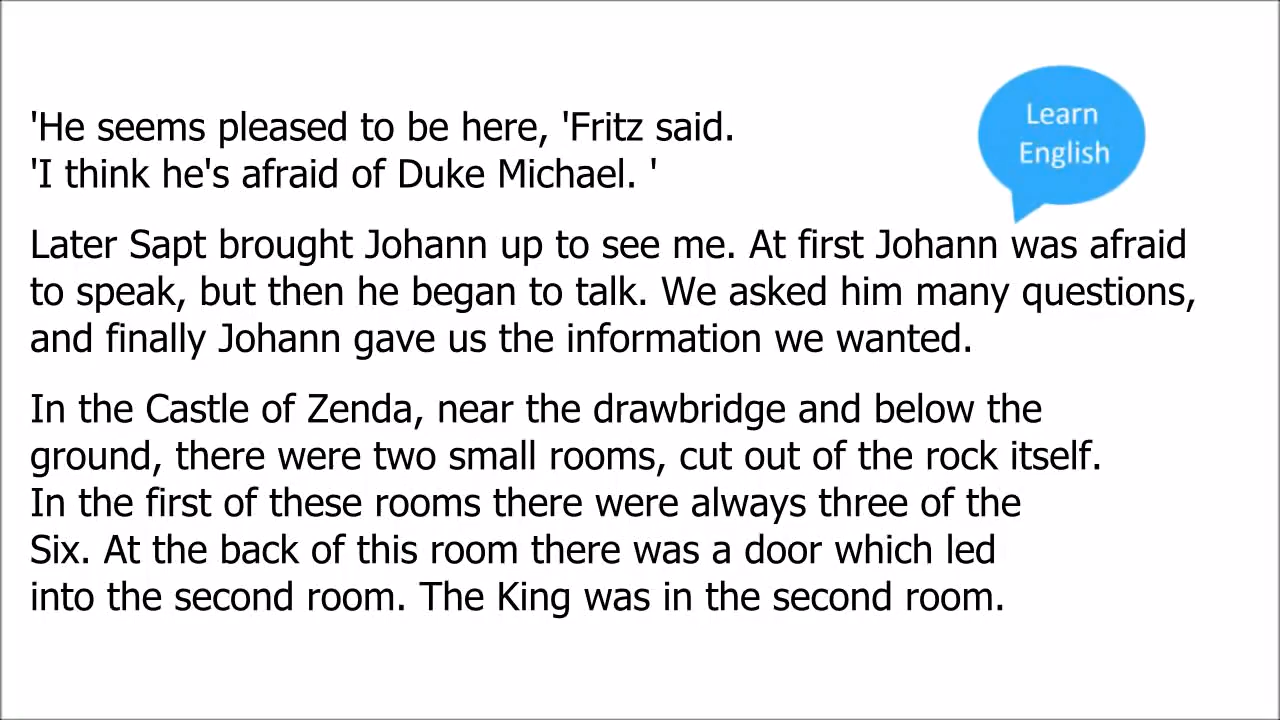 'He seems pleased to be here, 'Fritz said.
'I think he's afraid of Duke Michael. '
Learn
English
Later Sapt brought Johann up to see me. At first Johann was afraid
to speak, but then he began to talk. We asked him many questions,
and finally Johann gave us the information we wanted.
In the Castle of Zenda, near the drawbridge and below the
ground, there were two small rooms, cut out of the rock itself.
In the first of these rooms there were always three of the
Six. At the back of this room there was a door which led
into the second room. The King was in the second room.